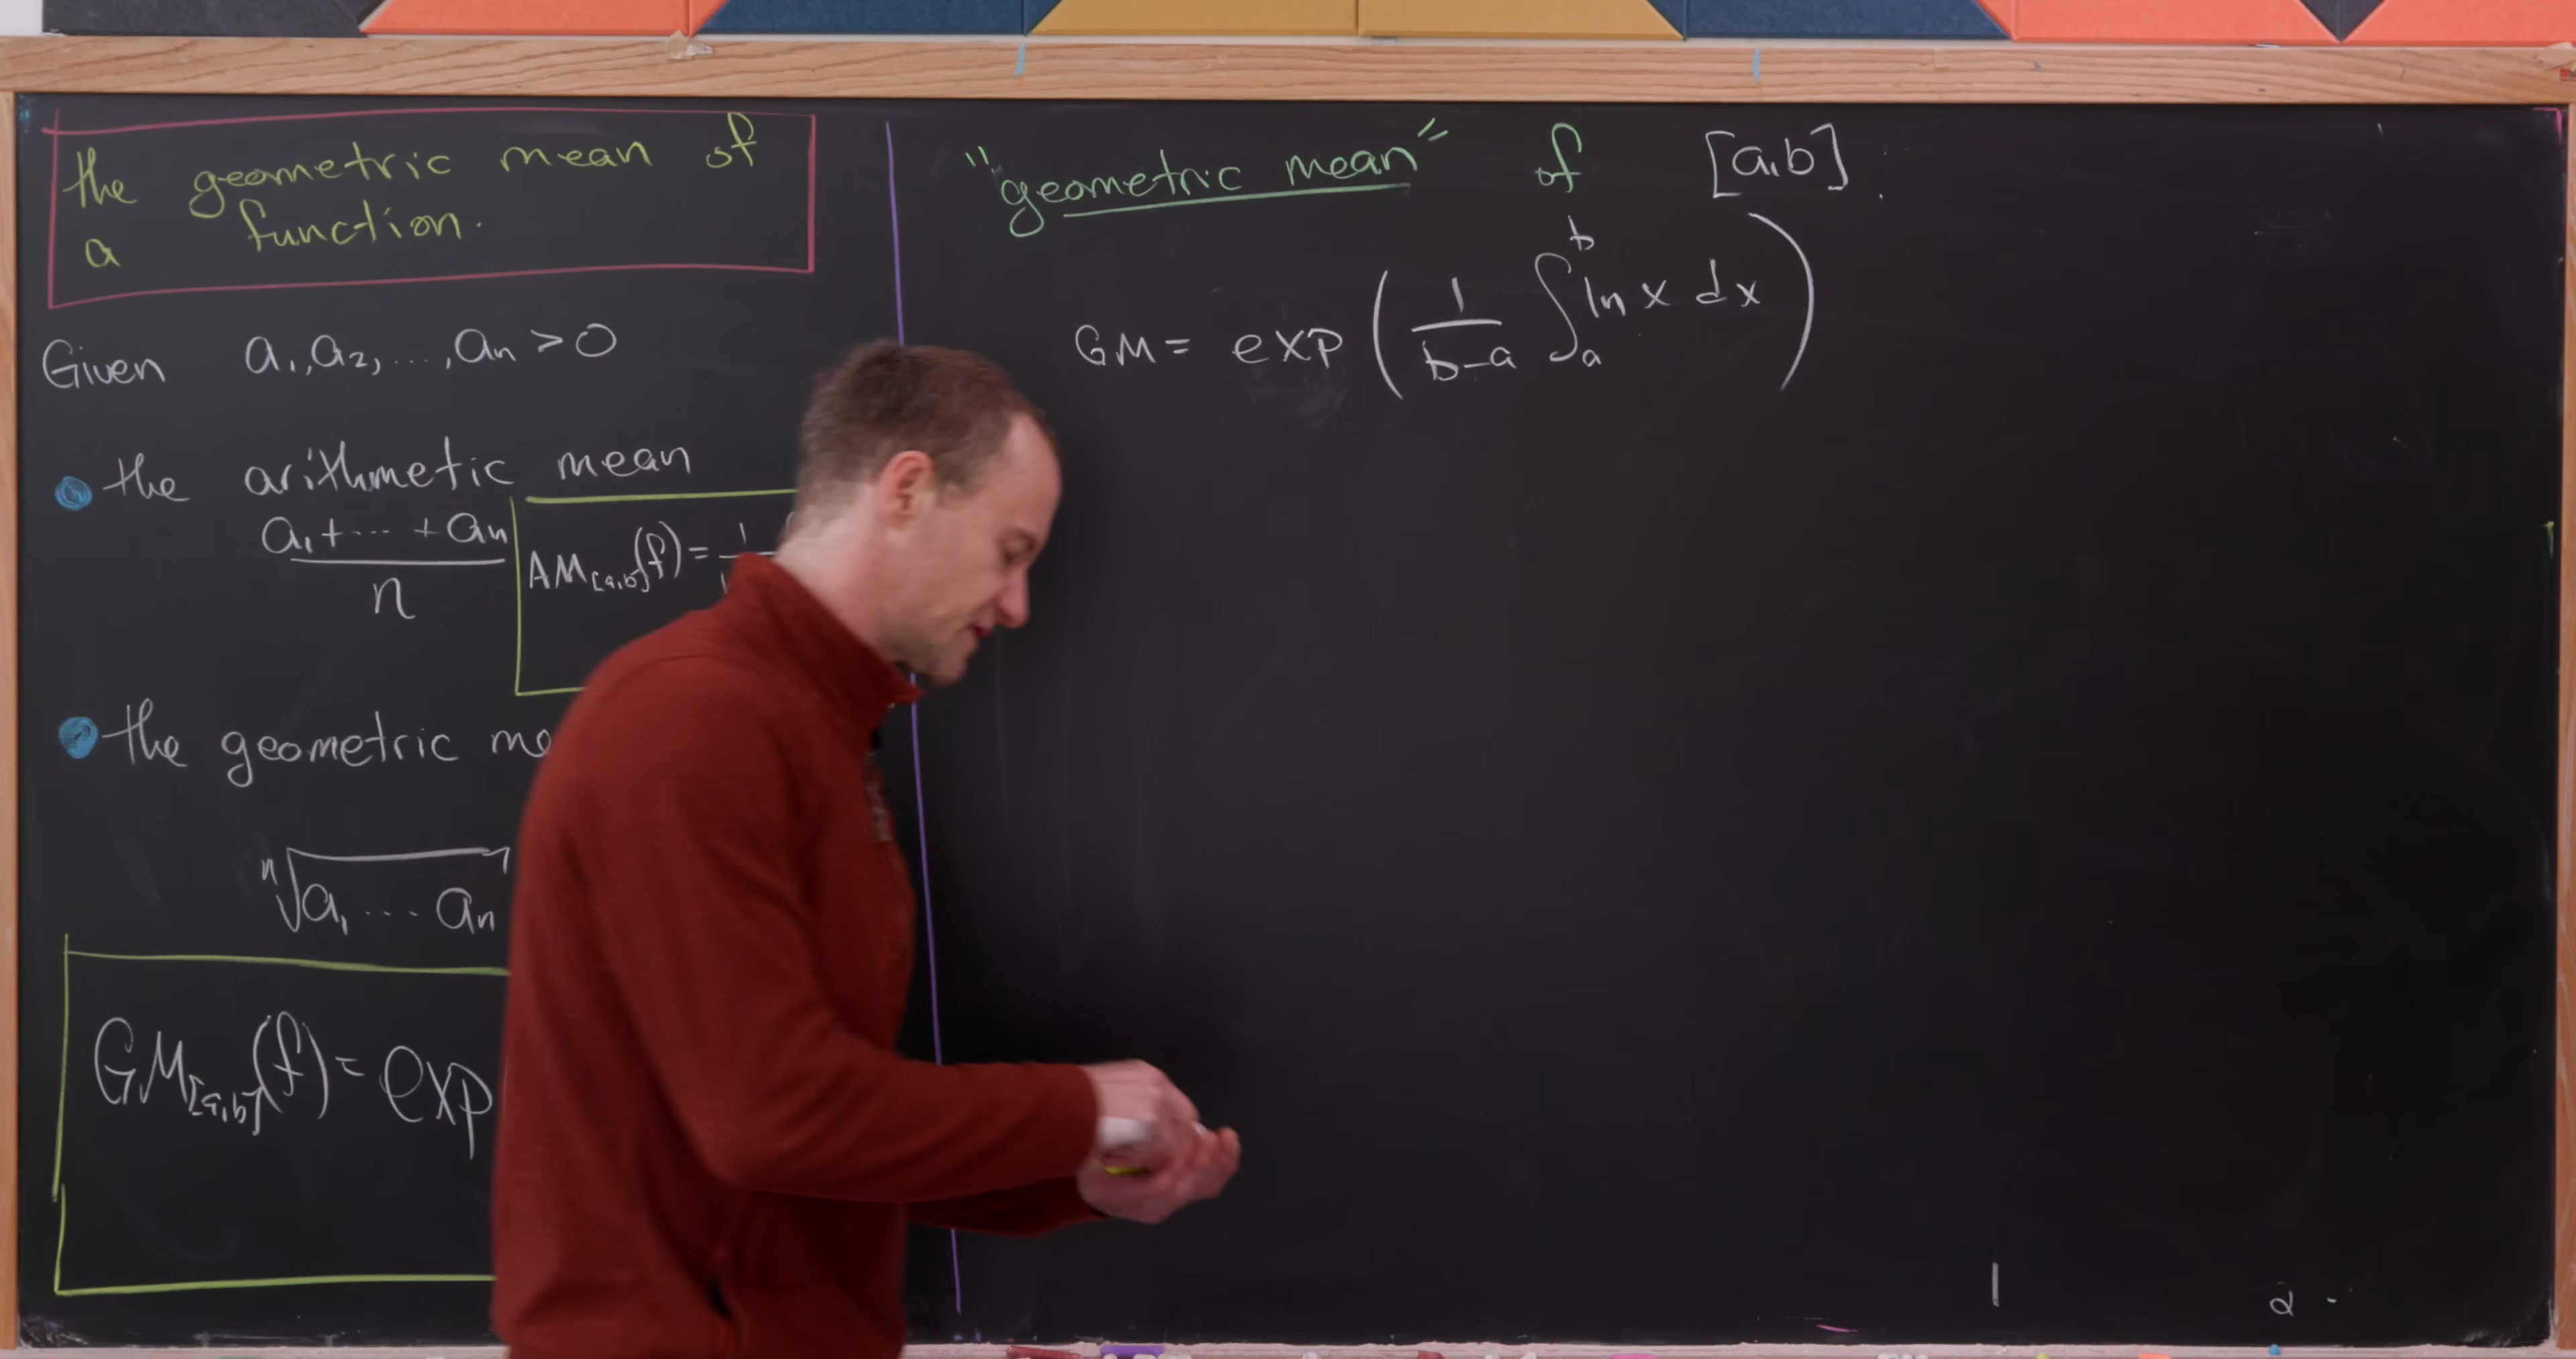 the geometric mean of
a function.
Given a₁,a₂,...,aₙ>0
the arithmetic mean
a₁+...+aₙ
n
AM[a,b](f)=1
the geometric
ⁿ√a₁...aₙ
GM[a,b](f)=exp
"geometric mean" of [a,b].
GM=exp(1/b-a ∫ₐᵇ ln x dx)